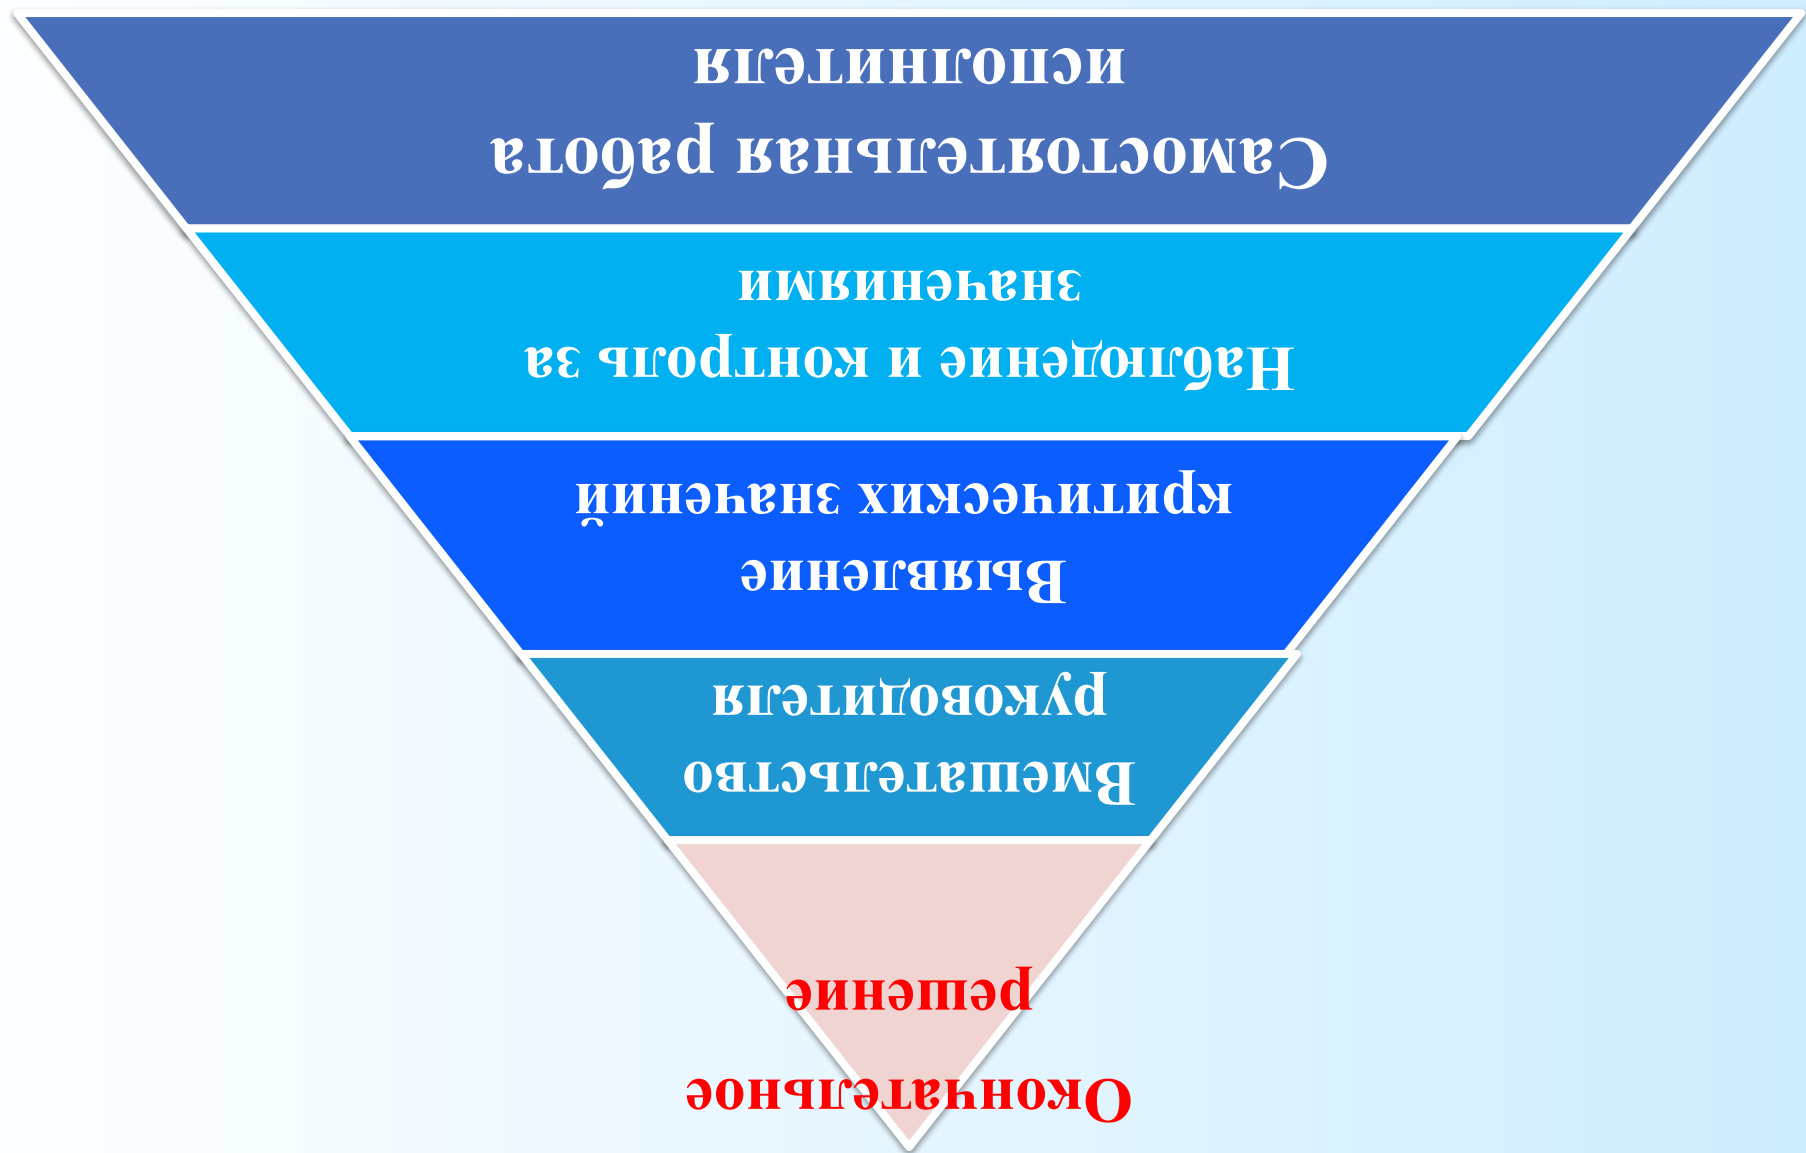 Окончательное
решение
Вмешательство
руководителя
Выявление
критических значений
Наблюдение и контроль за
значениями
Самостоятельная работа
исполнителя